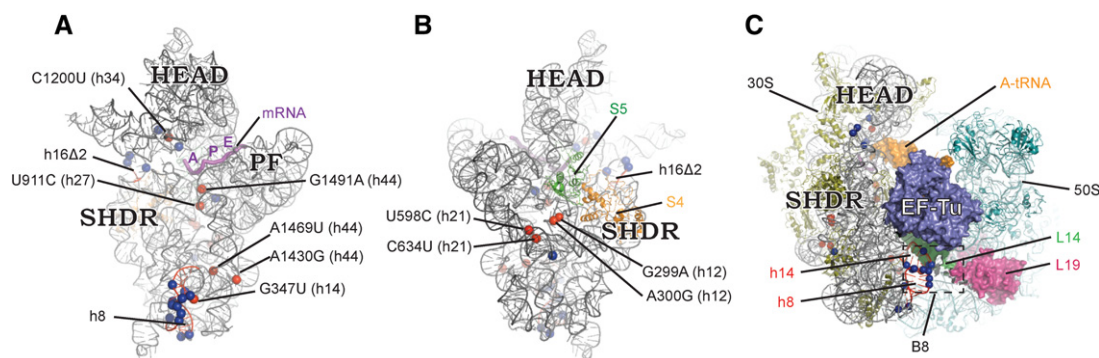 A
C1200U (h34)
HEAD
mRNA
A P E
PF
h16Δ2
U911C (h27)
G1491A (h44)
SHDR
A1469U (h44)
A1430G (h44)
G347U (h14)
h8
B
HEAD
S5
h16Δ2
S4
U598C (h21)
SHDR
C634U (h21)
G299A (h12)
A300G (h12)
C
30S
HEAD
A-tRNA
SHDR
50S
EF-Tu
L14
h14
L19
h8
B8